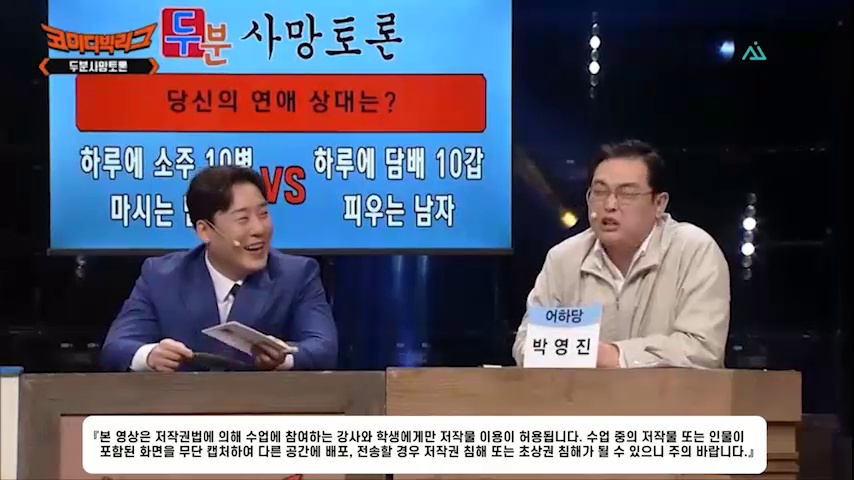 코미디빅리그
두분사망토론
두분 사망토론
당신의 연애 상대는?
하루에 소주 10병
마시는
VS
하루에 담배 10갑
피우는 남자
어하당
박영진
『본 영상은 저작권법에 의해 수업에 참여하는 강사와 학생에게만 저작물 이용이 허용됩니다. 수업 중의 저작물 또는 인물이
포함된 화면을 무단 캡처하여 다른 공간에 배포, 전송할 경우 저작권 침해 또는 초상권 침해가 될 수 있으니 주의 바랍니다.』